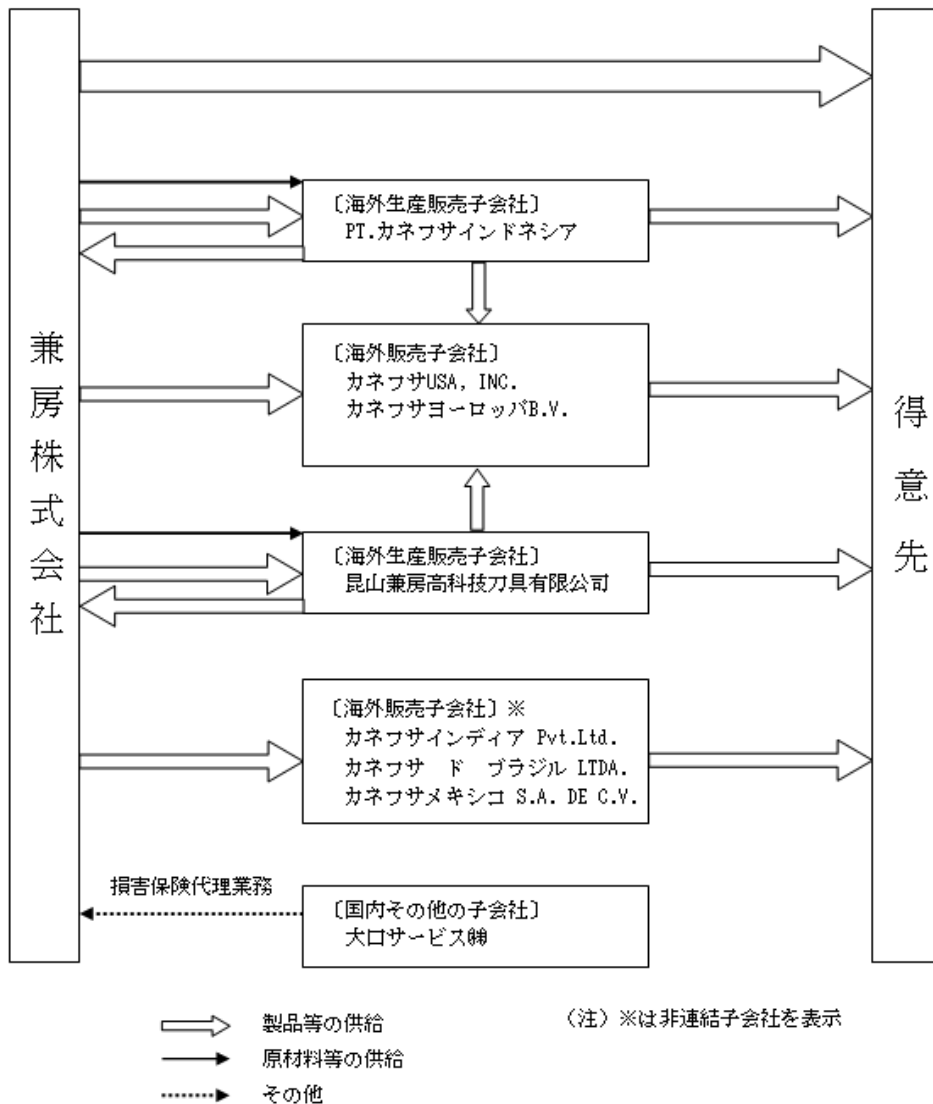 兼房株式会社
得意先
〔海外生産販売子会社〕
PT.カネフサインドネシア
〔海外販売子会社〕
カネフサUSA, INC.
カネフサヨーロッパB.V.
〔海外生産販売子会社〕
昆山兼房高科技刀具有限公司
〔海外販売子会社〕※
カネフサインディア Pvt.Ltd.
カネフサ ド ブラジル LTDA.
カネフサメキシコ S.A. DE C.V.
損害保険代理業務
〔国内その他の子会社〕
大口サービス㈱
製品等の供給
(注)※は非連結子会社を表示
原材料等の供給
その他